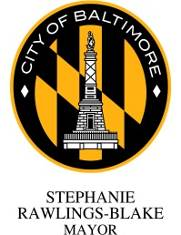 CITY OF BALTIMORE
STEPHANIE
RAWLINGS-BLAKE
MAYOR